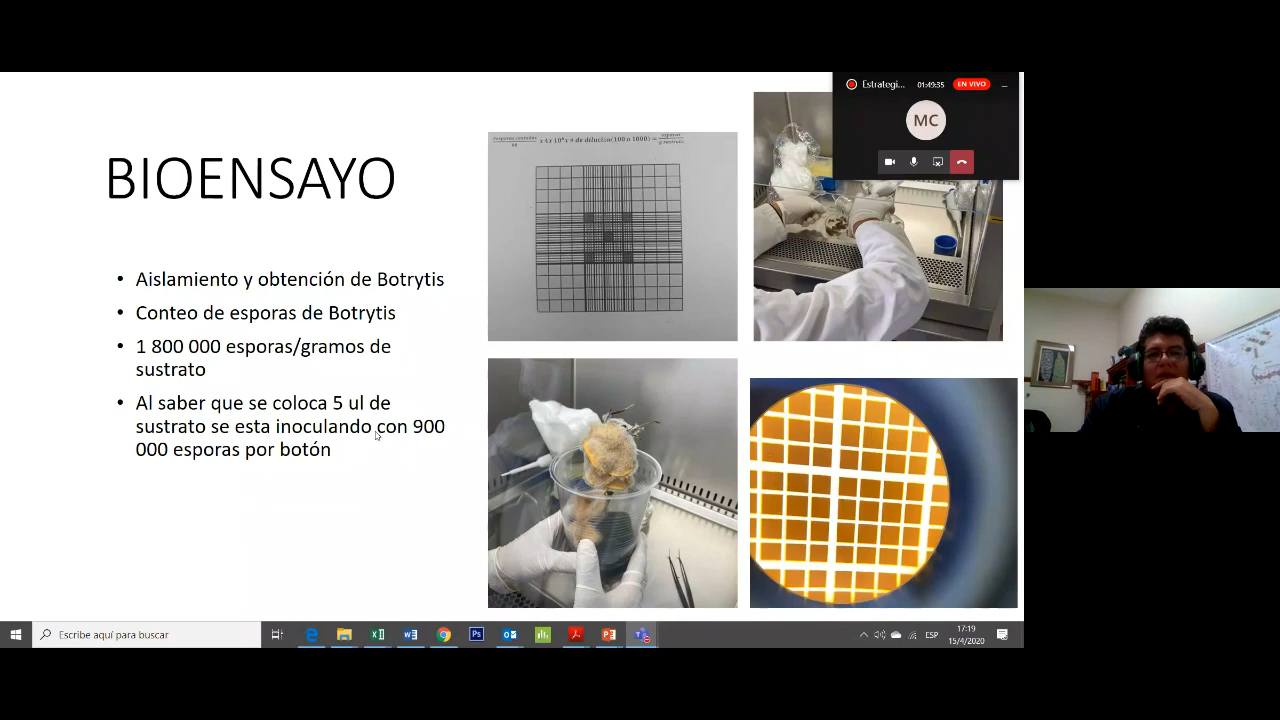 Estrategi... 01:49:35 EN VIVO
MC
BIOENSAYO
• Aislamiento y obtención de Botrytis
• Conteo de esporas de Botrytis
• 1 800 000 esporas/gramos de
sustrato
• Al saber que se coloca 5 ul de
sustrato se esta inoculando con 900
000 esporas por botón
Escribe aquí para buscar
ESP
17:19
15/4/2020